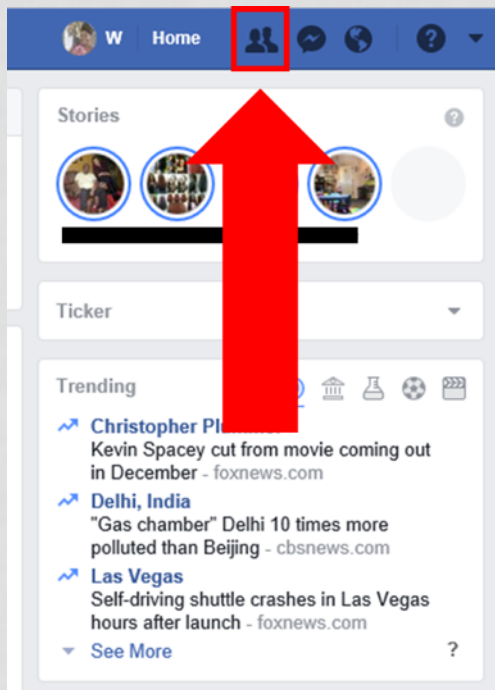 W Home
Stories
Ticker
Trending
Christopher
Kevin Spacey cut from movie coming out
in December - foxnews.com
Delhi, India
"Gas chamber" Delhi 10 times more
polluted than Beijing - cbsnews.com
Las Vegas
Self-driving shuttle crashes in Las Vegas
hours after launch - foxnews.com
See More ?